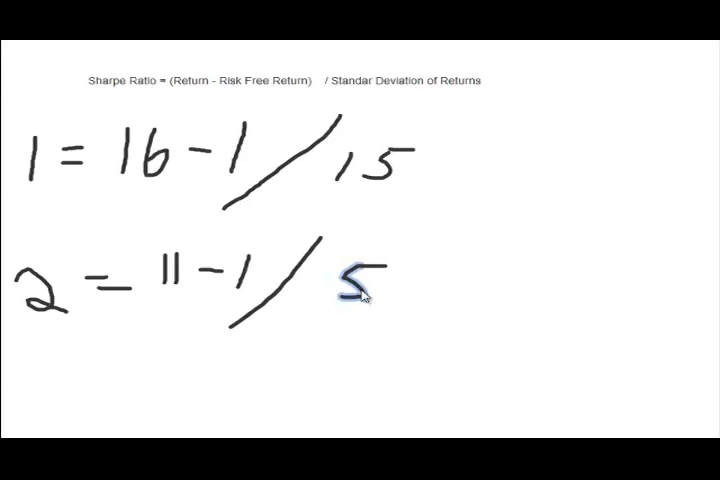 Sharpe Ratio = (Return - Risk Free Return) / Standar Deviation of Returns
1 = 16 - 1 / 15
2 = 11 - 1 / 5